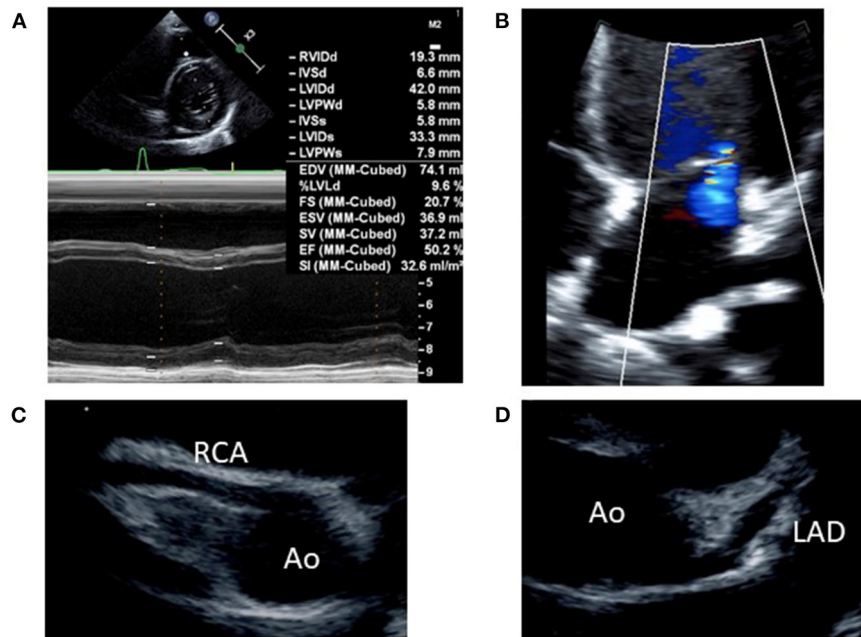 A
1
M2
RVIDd 19.3 mm
IVSd 6.6 mm
LVIDd 42.0 mm
LVPWd 5.8 mm
IVSs 5.8 mm
LVIDs 33.3 mm
LVPWs 7.9 mm
EDV (MM-Cubed) 74.1 ml
%LVLd 9.6 %
FS (MM-Cubed) 20.7 %
ESV (MM-Cubed) 36.9 ml
SV (MM-Cubed) 37.2 ml
EF (MM-Cubed) 50.2 %
SI (MM-Cubed) 32.6 ml/m²
-5
-6
-7
-8
-9
B
C
RCA
Ao
D
Ao
LAD